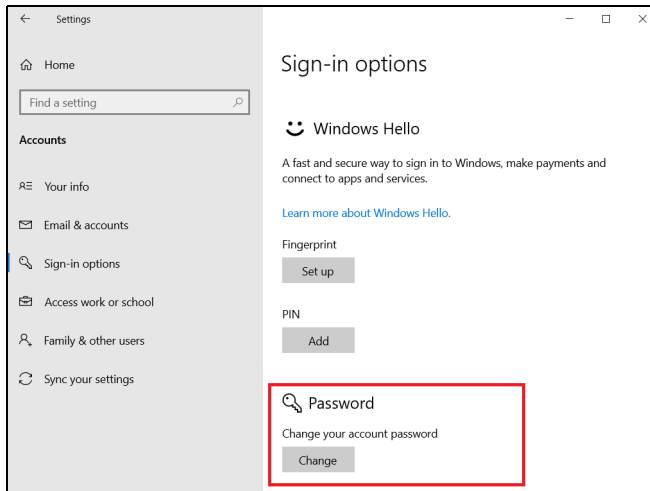 Settings
Home
Find a setting
Accounts
Your info
Email & accounts
Sign-in options
Access work or school
Family & other users
Sync your settings
Sign-in options
Windows Hello
A fast and secure way to sign in to Windows, make payments and
connect to apps and services.
Learn more about Windows Hello.
Fingerprint
Set up
PIN
Add
Password
Change your account password
Change